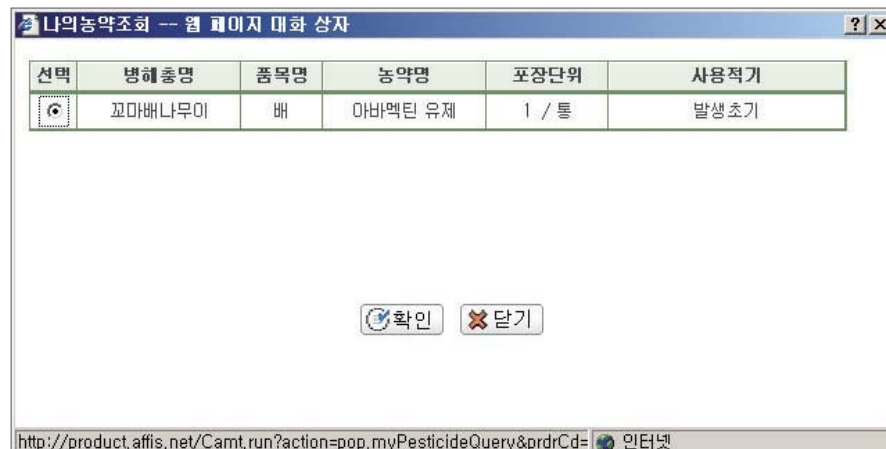 나의농약조회 -- 웹 페이지 대화 상자
선택 병해충명 품목명 농약명 포장단위 사용적기
꼬마배나무이 배 아바멕틴 유제 1 / 통 발생초기
확인 닫기
http://product.affis.net/Camt.run?action=pop.myPesticideQuery&prdrCd= 인터넷